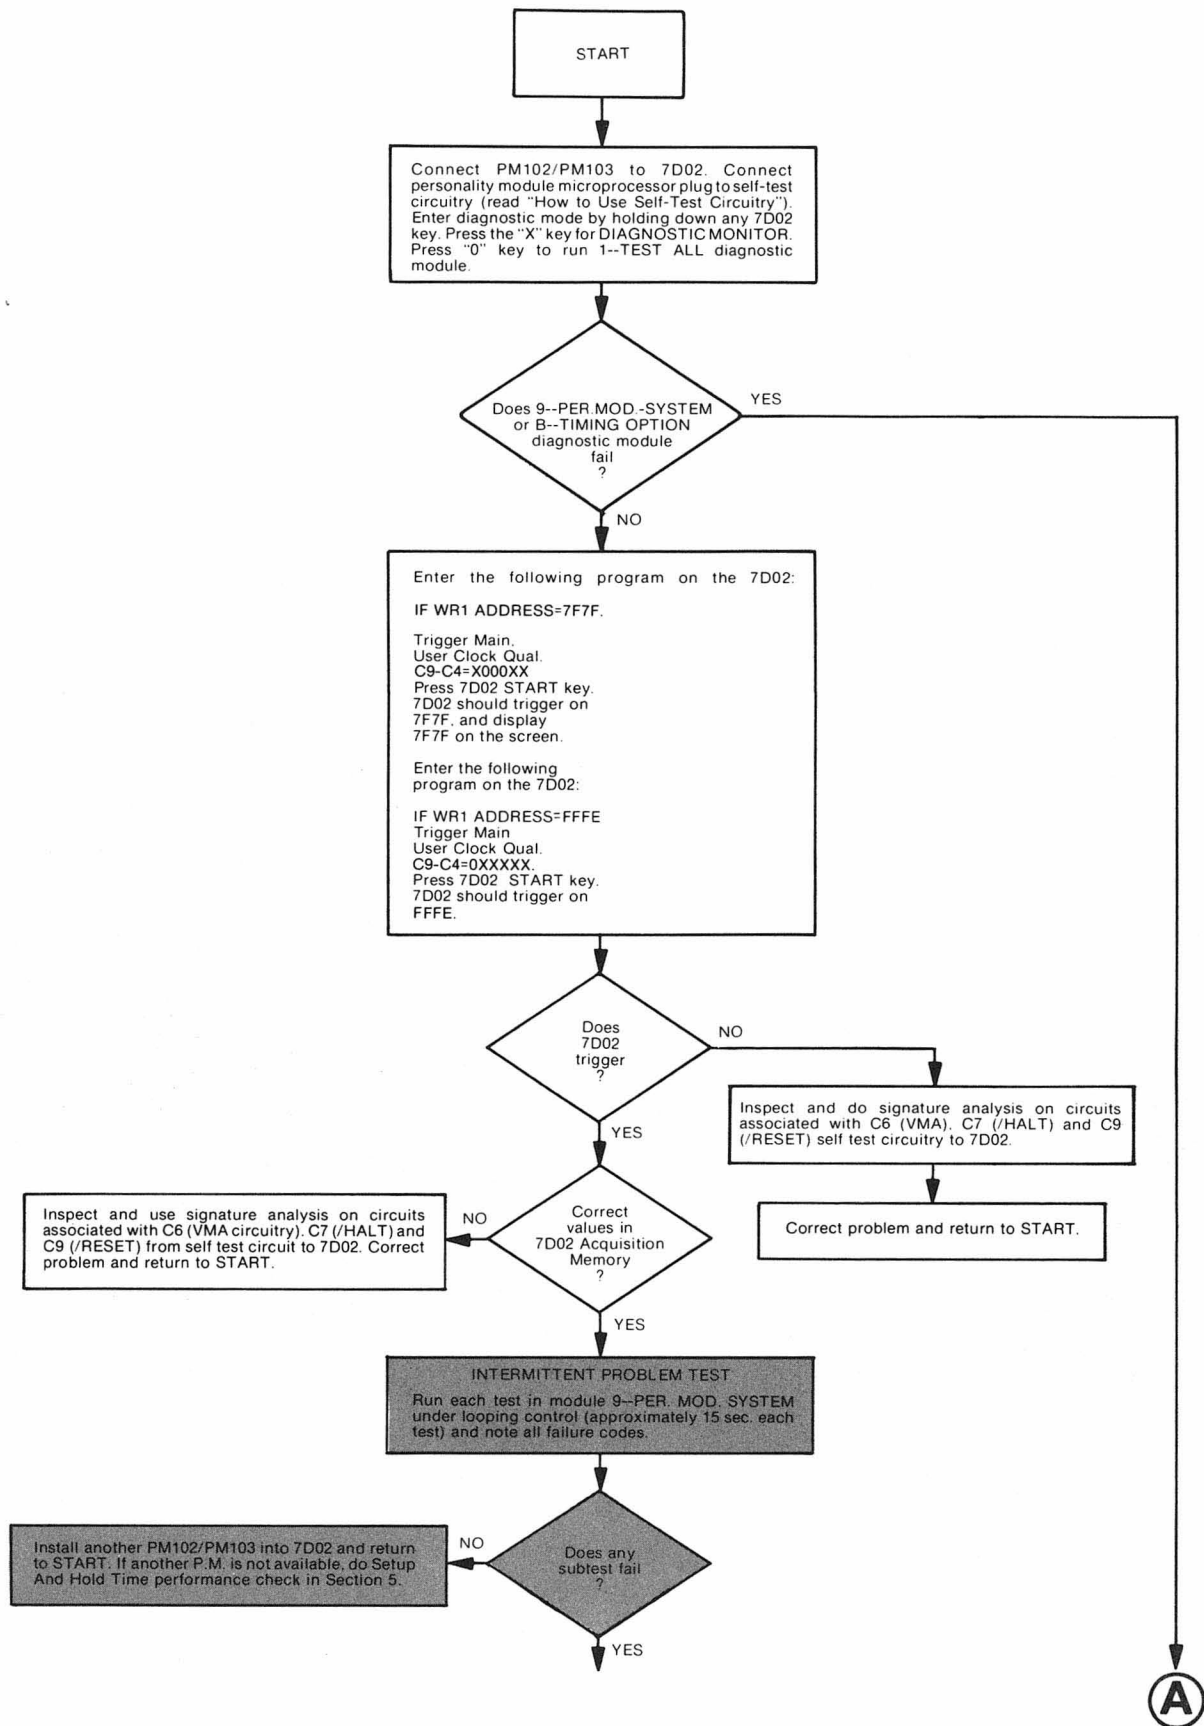 START
Connect PM102/PM103 to 7D02. Connect
personality module microprocessor plug to self-test
circuitry (read "How to Use Self-Test Circuitry").
Enter diagnostic mode by holding down any 7D02
key. Press the "X" key for DIAGNOSTIC MONITOR.
Press "0" key to run 1--TEST ALL diagnostic
module.
Does 9--PER.MOD.-SYSTEM
or B--TIMING OPTION
diagnostic module
fail
?
YES
NO
Enter the following program on the 7D02:
IF WR1 ADDRESS=7F7F.
Trigger Main.
User Clock Qual.
C9-C4=X000XX
Press 7D02 START key.
7D02 should trigger on
7F7F, and display
7F7F on the screen.
Enter the following
program on the 7D02:
IF WR1 ADDRESS=FFFE
Trigger Main
User Clock Qual.
C9-C4=0XXXXX.
Press 7D02 START key.
7D02 should trigger on
FFFE.
Does
7D02
trigger
?
NO
Inspect and do signature analysis on circuits
associated with C6 (VMA), C7 (/HALT) and C9
(/RESET) self test circuitry to 7D02.
Correct problem and return to START.
YES
Correct
values in
7D02 Acquisition
Memory
?
NO
Inspect and use signature analysis on circuits
associated with C6 (VMA circuitry), C7 (/HALT) and
C9 (/RESET) from self test circuit to 7D02. Correct
problem and return to START.
YES
INTERMITTENT PROBLEM TEST
Run each test in module 9--PER. MOD. SYSTEM
under looping control (approximately 15 sec. each
test) and note all failure codes.
Does any
subtest fail
?
NO
Install another PM102/PM103 into 7D02 and return
to START. If another P.M. is not available, do Setup
And Hold Time performance check in Section 5.
YES
A